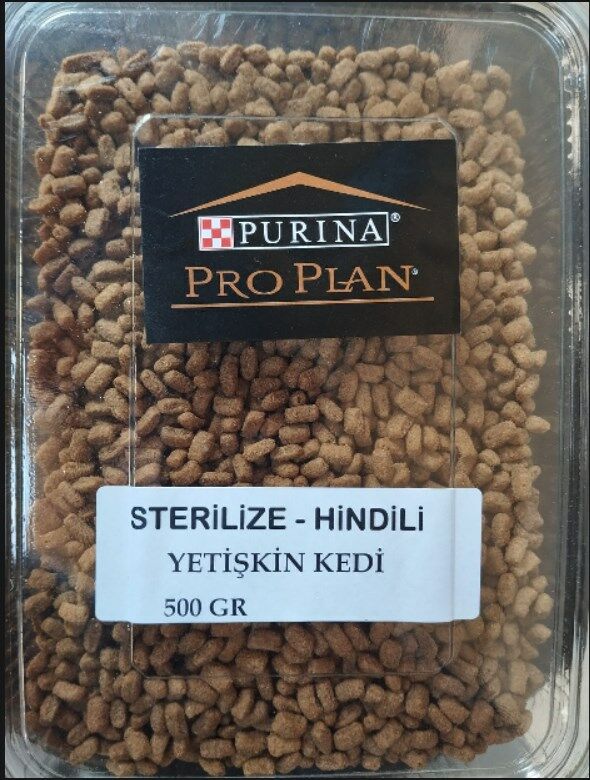 PURINA®
PRO PLAN®
STERİLİZE - HİNDİLİ
YETİŞKİN KEDİ
500 GR